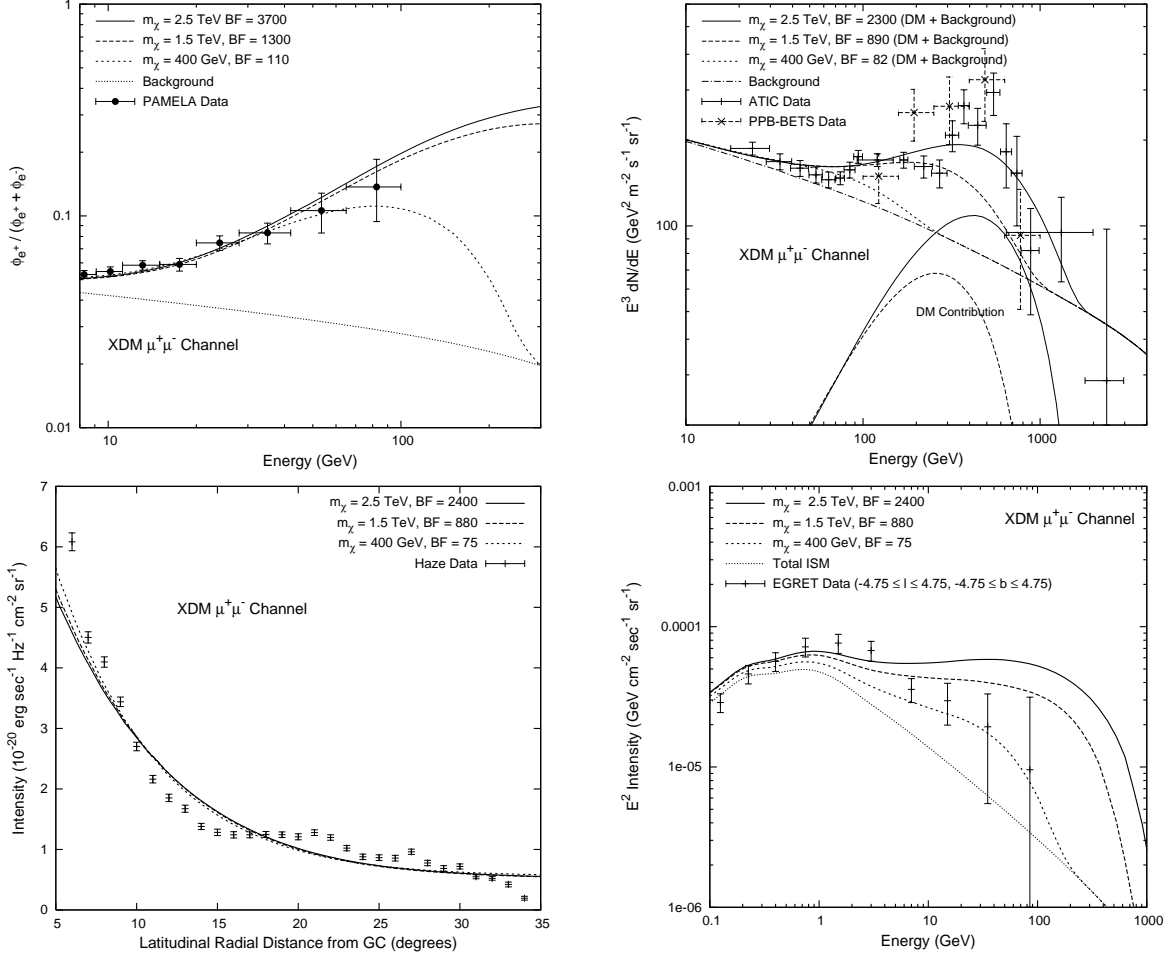 1
0.1
0.01
ϕ_e+ / (ϕ_e+ + ϕ_e-)
m_χ = 2.5 TeV BF = 3700
m_χ = 1.5 TeV, BF = 1300
m_χ = 400 GeV, BF = 110
Background
PAMELA Data
XDM μ+μ- Channel
10 100
Energy (GeV)
100
E^3 dN/dE (GeV^2 m^-2 s^-1 sr^-1)
m_χ = 2.5 TeV, BF = 2300 (DM + Background)
m_χ = 1.5 TeV, BF = 890 (DM + Background)
m_χ = 400 GeV, BF = 82 (DM + Background)
Background
ATIC Data
PPB-BETS Data
XDM μ+μ- Channel
DM Contribution
10 100 1000
Energy (GeV)
7
6
5
4
3
2
1
0
Intensity (10^-20 erg sec^-1 Hz^-1 cm^-2 sr^-1)
m_χ = 2.5 TeV, BF = 2400
m_χ = 1.5 TeV, BF = 880
m_χ = 400 GeV, BF = 75
Haze Data
XDM μ+μ- Channel
5 10 15 20 25 30 35
Latitudinal Radial Distance from GC (degrees)
0.001
0.0001
1e-05
1e-06
E^2 Intensity (GeV cm^-2 sec^-1 sr^-1)
m_χ = 2.5 TeV, BF = 2400
m_χ = 1.5 TeV, BF = 880
m_χ = 400 GeV, BF = 75
Total ISM
EGRET Data (-4.75 ≤ l ≤ 4.75, -4.75 ≤ b ≤ 4.75)
XDM μ+μ- Channel
0.1 1 10 100 1000
Energy (GeV)